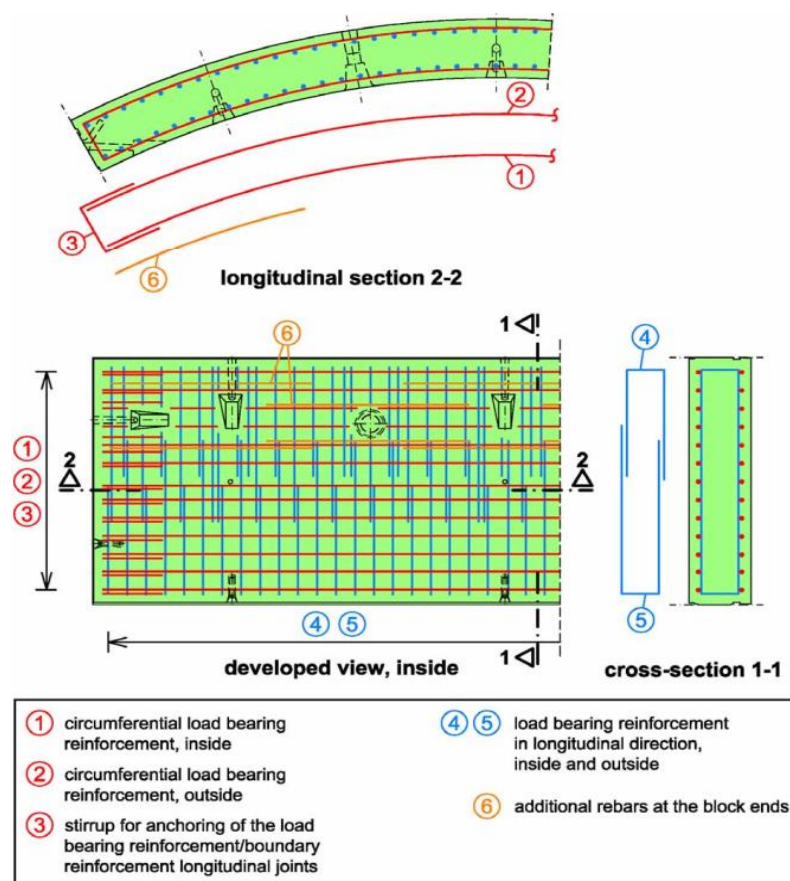 2
1
3
6
longitudinal section 2-2
1
6
4
1
2
3
2
2
4 5
1
5
developed view, inside
cross-section 1-1
1 circumferential load bearing
reinforcement, inside
2 circumferential load bearing
reinforcement, outside
3 stirrup for anchoring of the load
bearing reinforcement/boundary
reinforcement longitudinal joints
4 5 load bearing reinforcement
in longitudinal direction,
inside and outside
6 additional rebars at the block ends